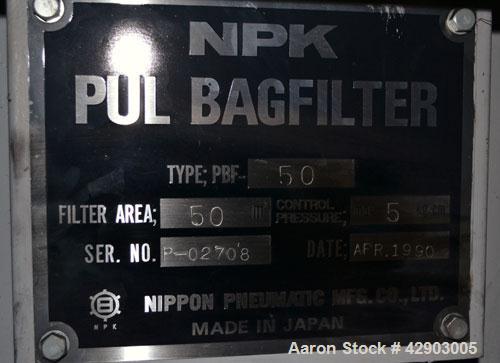 NPK
PUL BAGFILTER
TYPE; PBF- 50
FILTER AREA; 50 m² CONTROL PRESSURE; 5
SER. NO. P-02708 DATE; APR.1990
NPK
NIPPON PNEUMATIC MFG. CO., LTD.
MADE IN JAPAN
Aaron Stock # 42903005